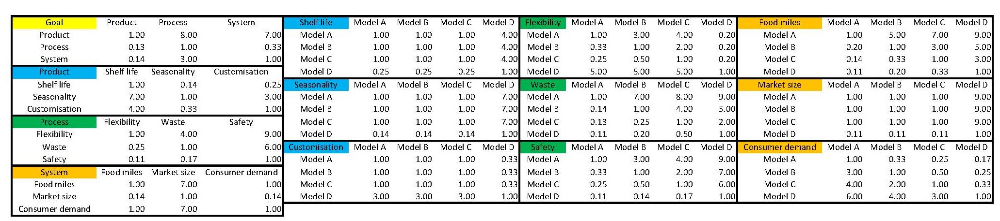 Goal Product Process System
Product 1.00 8.00 7.00
Process 0.13 1.00 0.33
System 0.14 3.00 1.00
Product Shelf life Seasonality Customisation
Shelf life 1.00 0.14 0.25
Seasonality 7.00 1.00 3.00
Customisation 4.00 0.33 1.00
Process Flexibility Waste Safety
Flexibility 1.00 4.00 9.00
Waste 0.25 1.00 6.00
Safety 0.11 0.17 1.00
System Food miles Market size Consumer demand
Food miles 1.00 7.00 1.00
Market size 0.14 1.00 0.14
Consumer demand 1.00 7.00 1.00
Shelf life Model A Model B Model C Model D
Model A 1.00 1.00 1.00 4.00
Model B 1.00 1.00 1.00 4.00
Model C 1.00 1.00 1.00 4.00
Model D 0.25 0.25 0.25 1.00
Seasonality Model A Model B Model C Model D
Model A 1.00 1.00 1.00 7.00
Model B 1.00 1.00 1.00 7.00
Model C 1.00 1.00 1.00 7.00
Model D 0.14 0.14 0.14 1.00
Customisation Model A Model B Model C Model D
Model A 1.00 1.00 1.00 0.33
Model B 1.00 1.00 1.00 0.33
Model C 1.00 1.00 1.00 0.33
Model D 3.00 3.00 3.00 1.00
Flexibility Model A Model B Model C Model D
Model A 1.00 3.00 4.00 0.20
Model B 0.33 1.00 2.00 0.20
Model C 0.25 0.50 1.00 0.20
Model D 5.00 5.00 5.00 1.00
Waste Model A Model B Model C Model D
Model A 1.00 7.00 8.00 9.00
Model B 0.14 1.00 4.00 5.00
Model C 0.13 0.25 1.00 2.00
Model D 0.11 0.20 0.50 1.00
Safety Model A Model B Model C Model D
Model A 1.00 3.00 4.00 9.00
Model B 0.33 1.00 2.00 7.00
Model C 0.25 0.50 1.00 6.00
Model D 0.11 0.14 0.17 1.00
Food miles Model A Model B Model C Model D
Model A 1.00 5.00 7.00 9.00
Model B 0.20 1.00 3.00 5.00
Model C 0.14 0.33 1.00 3.00
Model D 0.11 0.20 0.33 1.00
Market size Model A Model B Model C Model D
Model A 1.00 1.00 1.00 9.00
Model B 1.00 1.00 1.00 9.00
Model C 1.00 1.00 1.00 9.00
Model D 0.11 0.11 0.11 1.00
Consumer demand Model A Model B Model C Model D
Model A 1.00 0.33 0.25 0.17
Model B 3.00 1.00 0.50 0.25
Model C 4.00 2.00 1.00 0.33
Model D 6.00 4.00 3.00 1.00